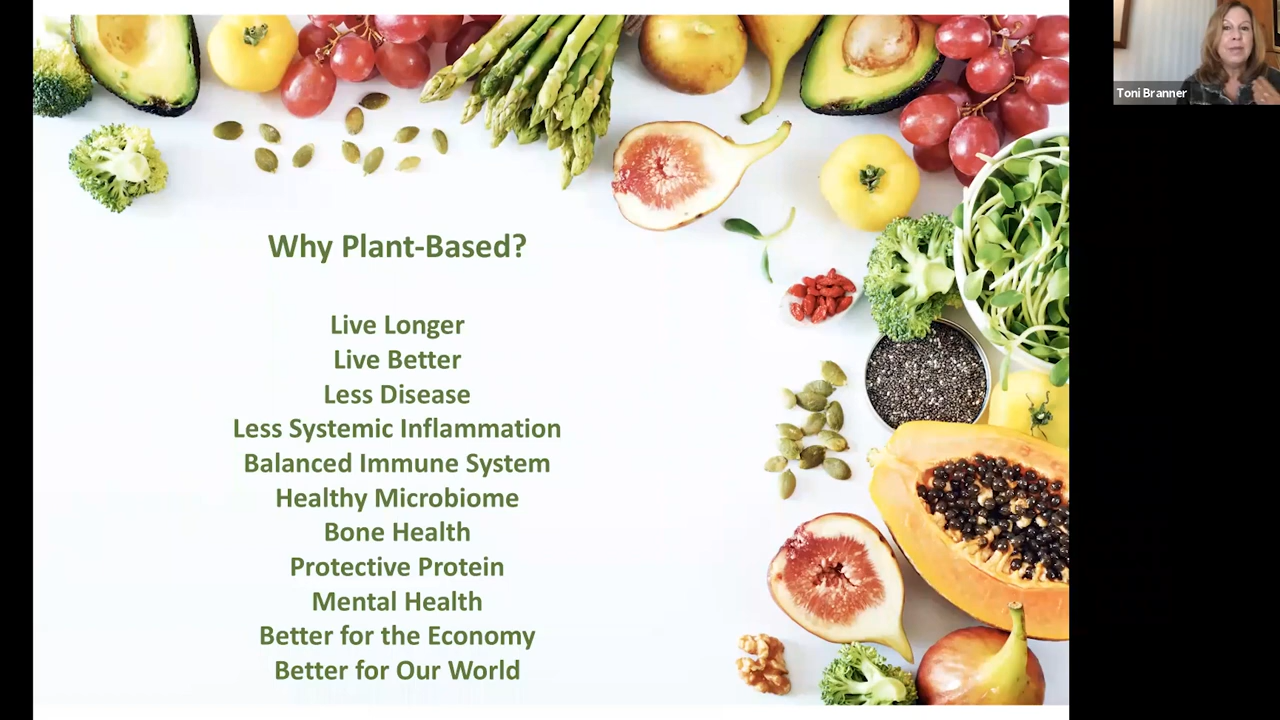 Toni Branner
Why Plant-Based?
Live Longer
Live Better
Less Disease
Less Systemic Inflammation
Balanced Immune System
Healthy Microbiome
Bone Health
Protective Protein
Mental Health
Better for the Economy
Better for Our World